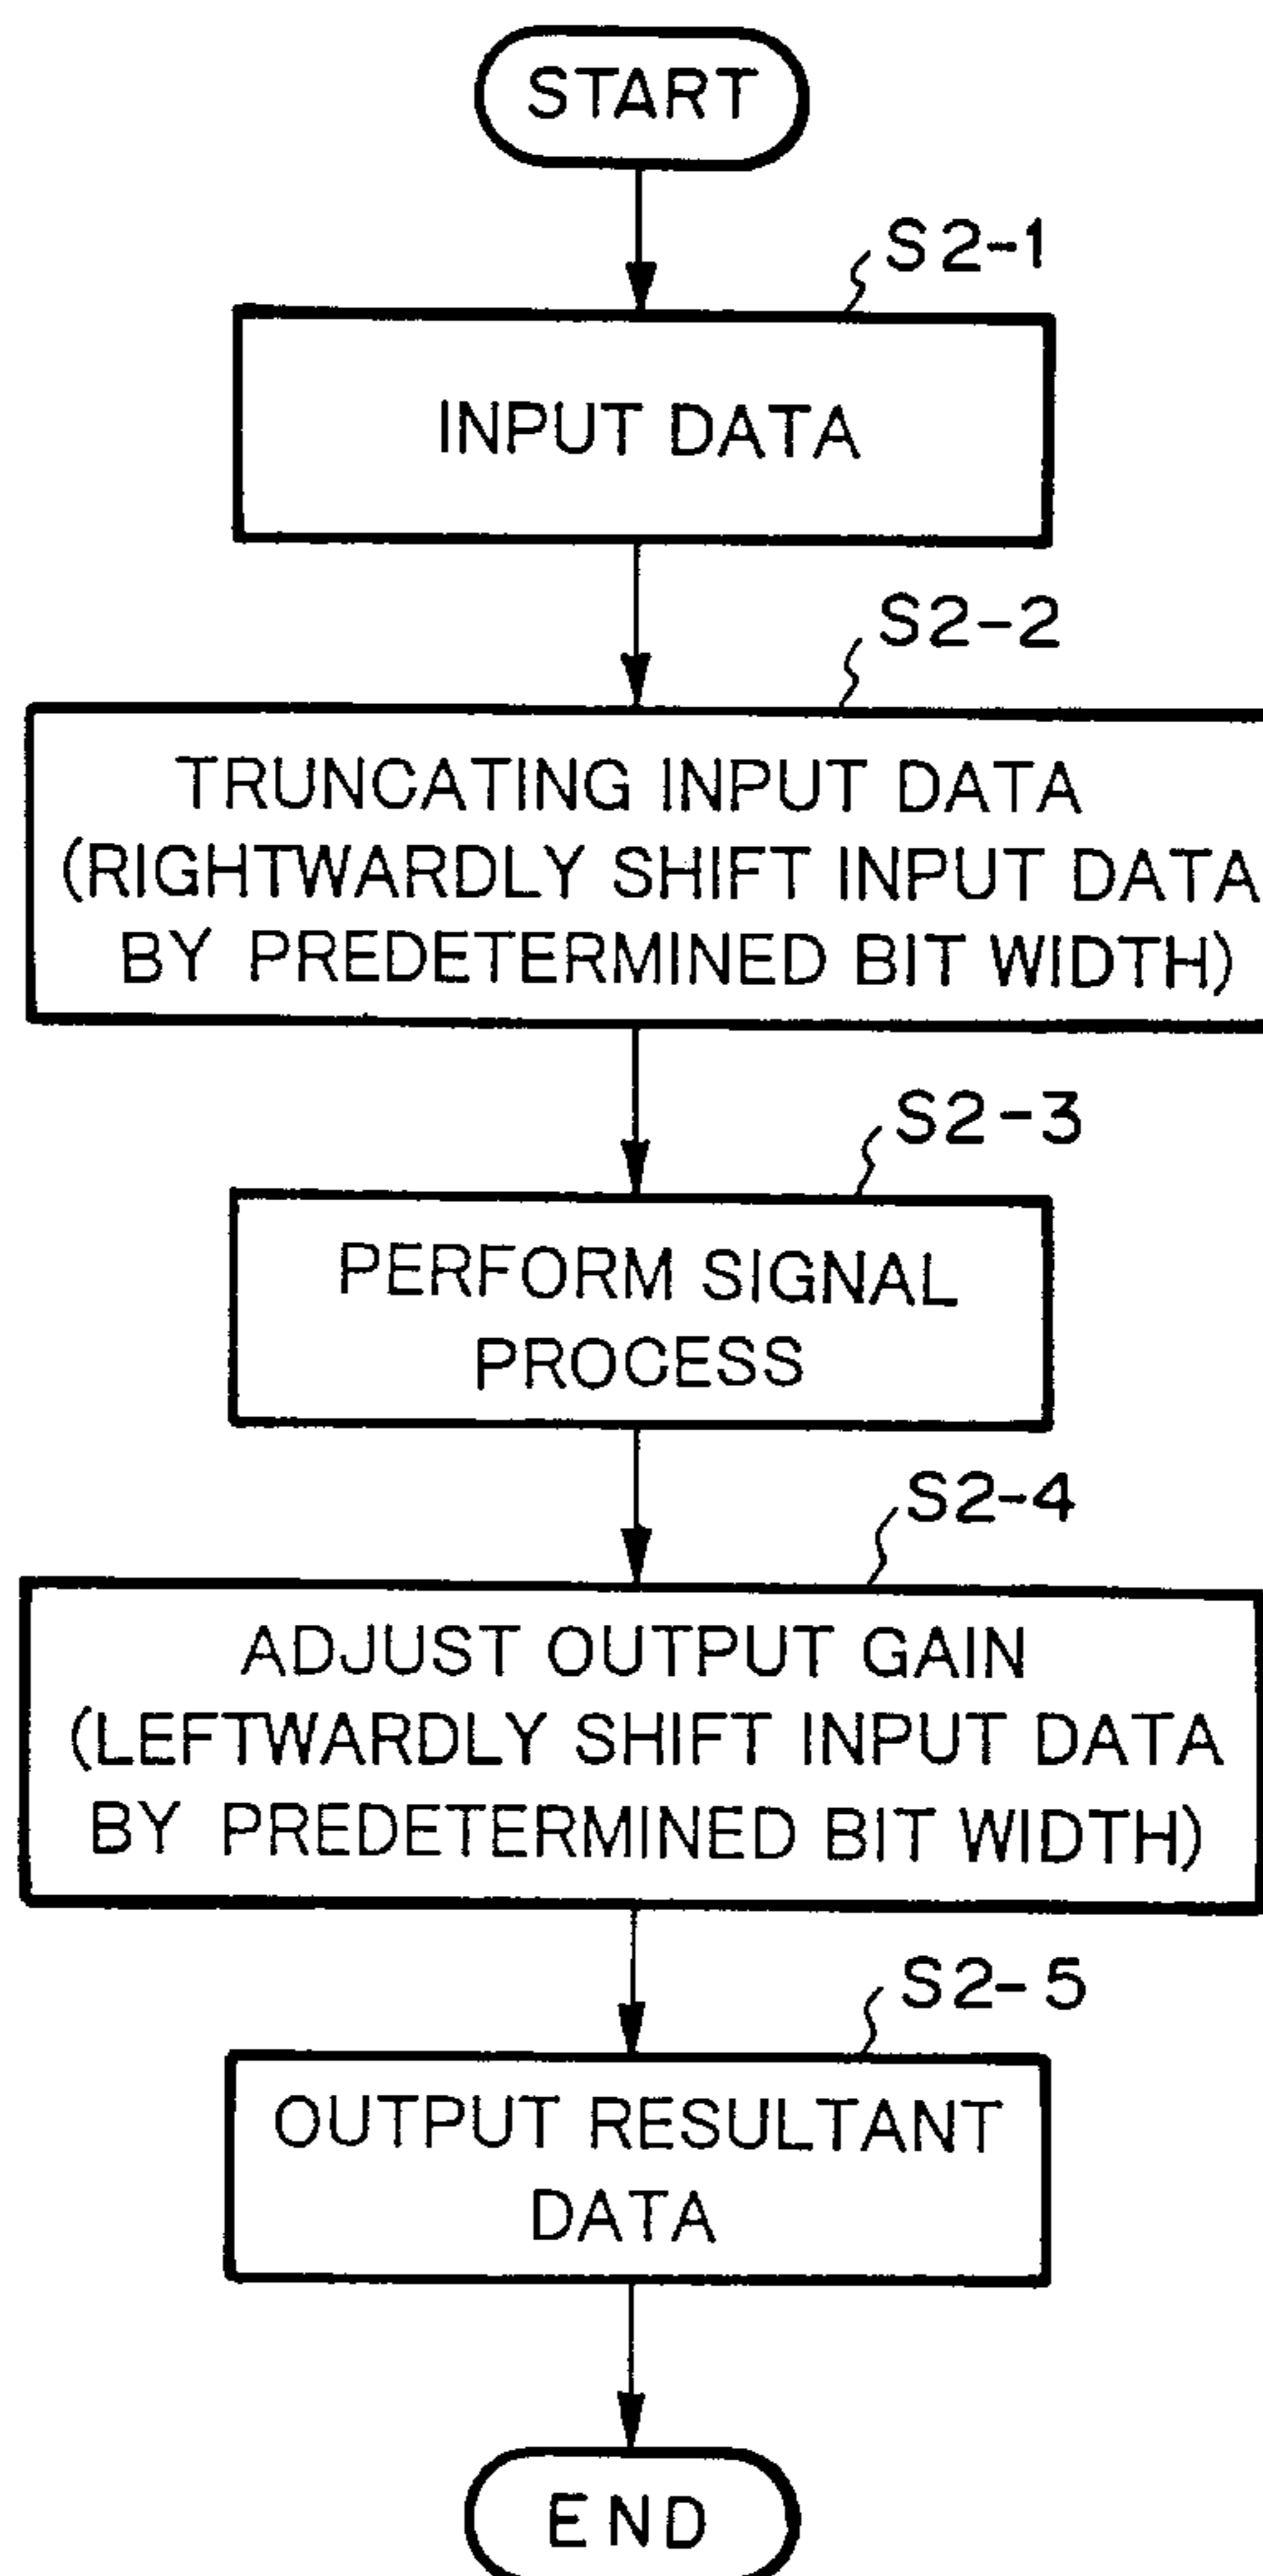 START
S2-1
INPUT DATA
S2-2
TRUNCATING INPUT DATA
(RIGHTWARDLY SHIFT INPUT DATA
BY PREDETERMINED BIT WIDTH)
S2-3
PERFORM SIGNAL
PROCESS
S2-4
ADJUST OUTPUT GAIN
(LEFTWARDLY SHIFT INPUT DATA
BY PREDETERMINED BIT WIDTH)
S2-5
OUTPUT RESULTANT
DATA
END